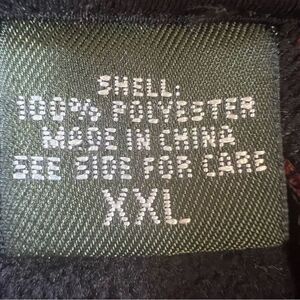 SHELL:
100% POLYESTER
MADE IN CHINA
SEE SIDE FOR CARE
XXL